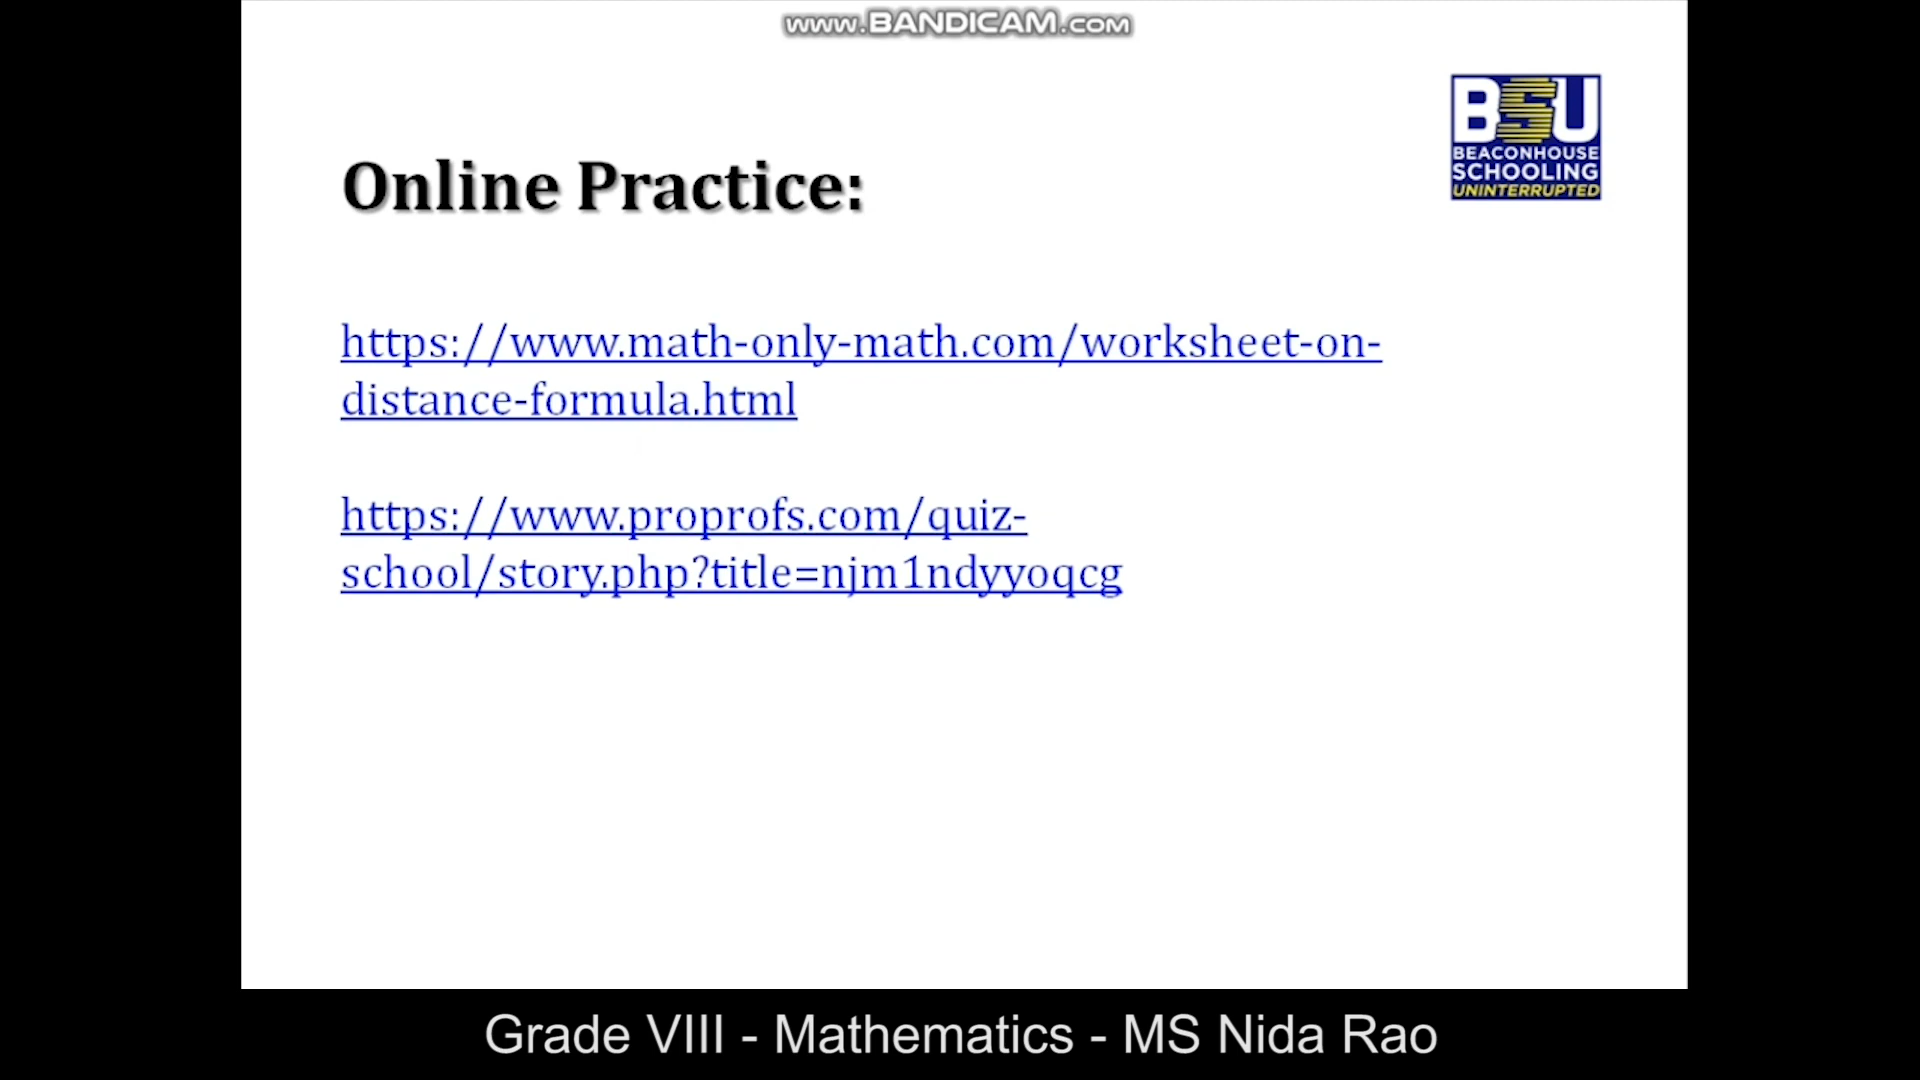 www.BANDICAM.com
BSU
BEACONHOUSE
SCHOOLING
UNINTERRUPTED
Online Practice:
https://www.math-only-math.com/worksheet-on-
distance-formula.html
https://www.proprofs.com/quiz-
school/story.php?title=njm1ndyyoqcg
Grade VIII - Mathematics - MS Nida Rao